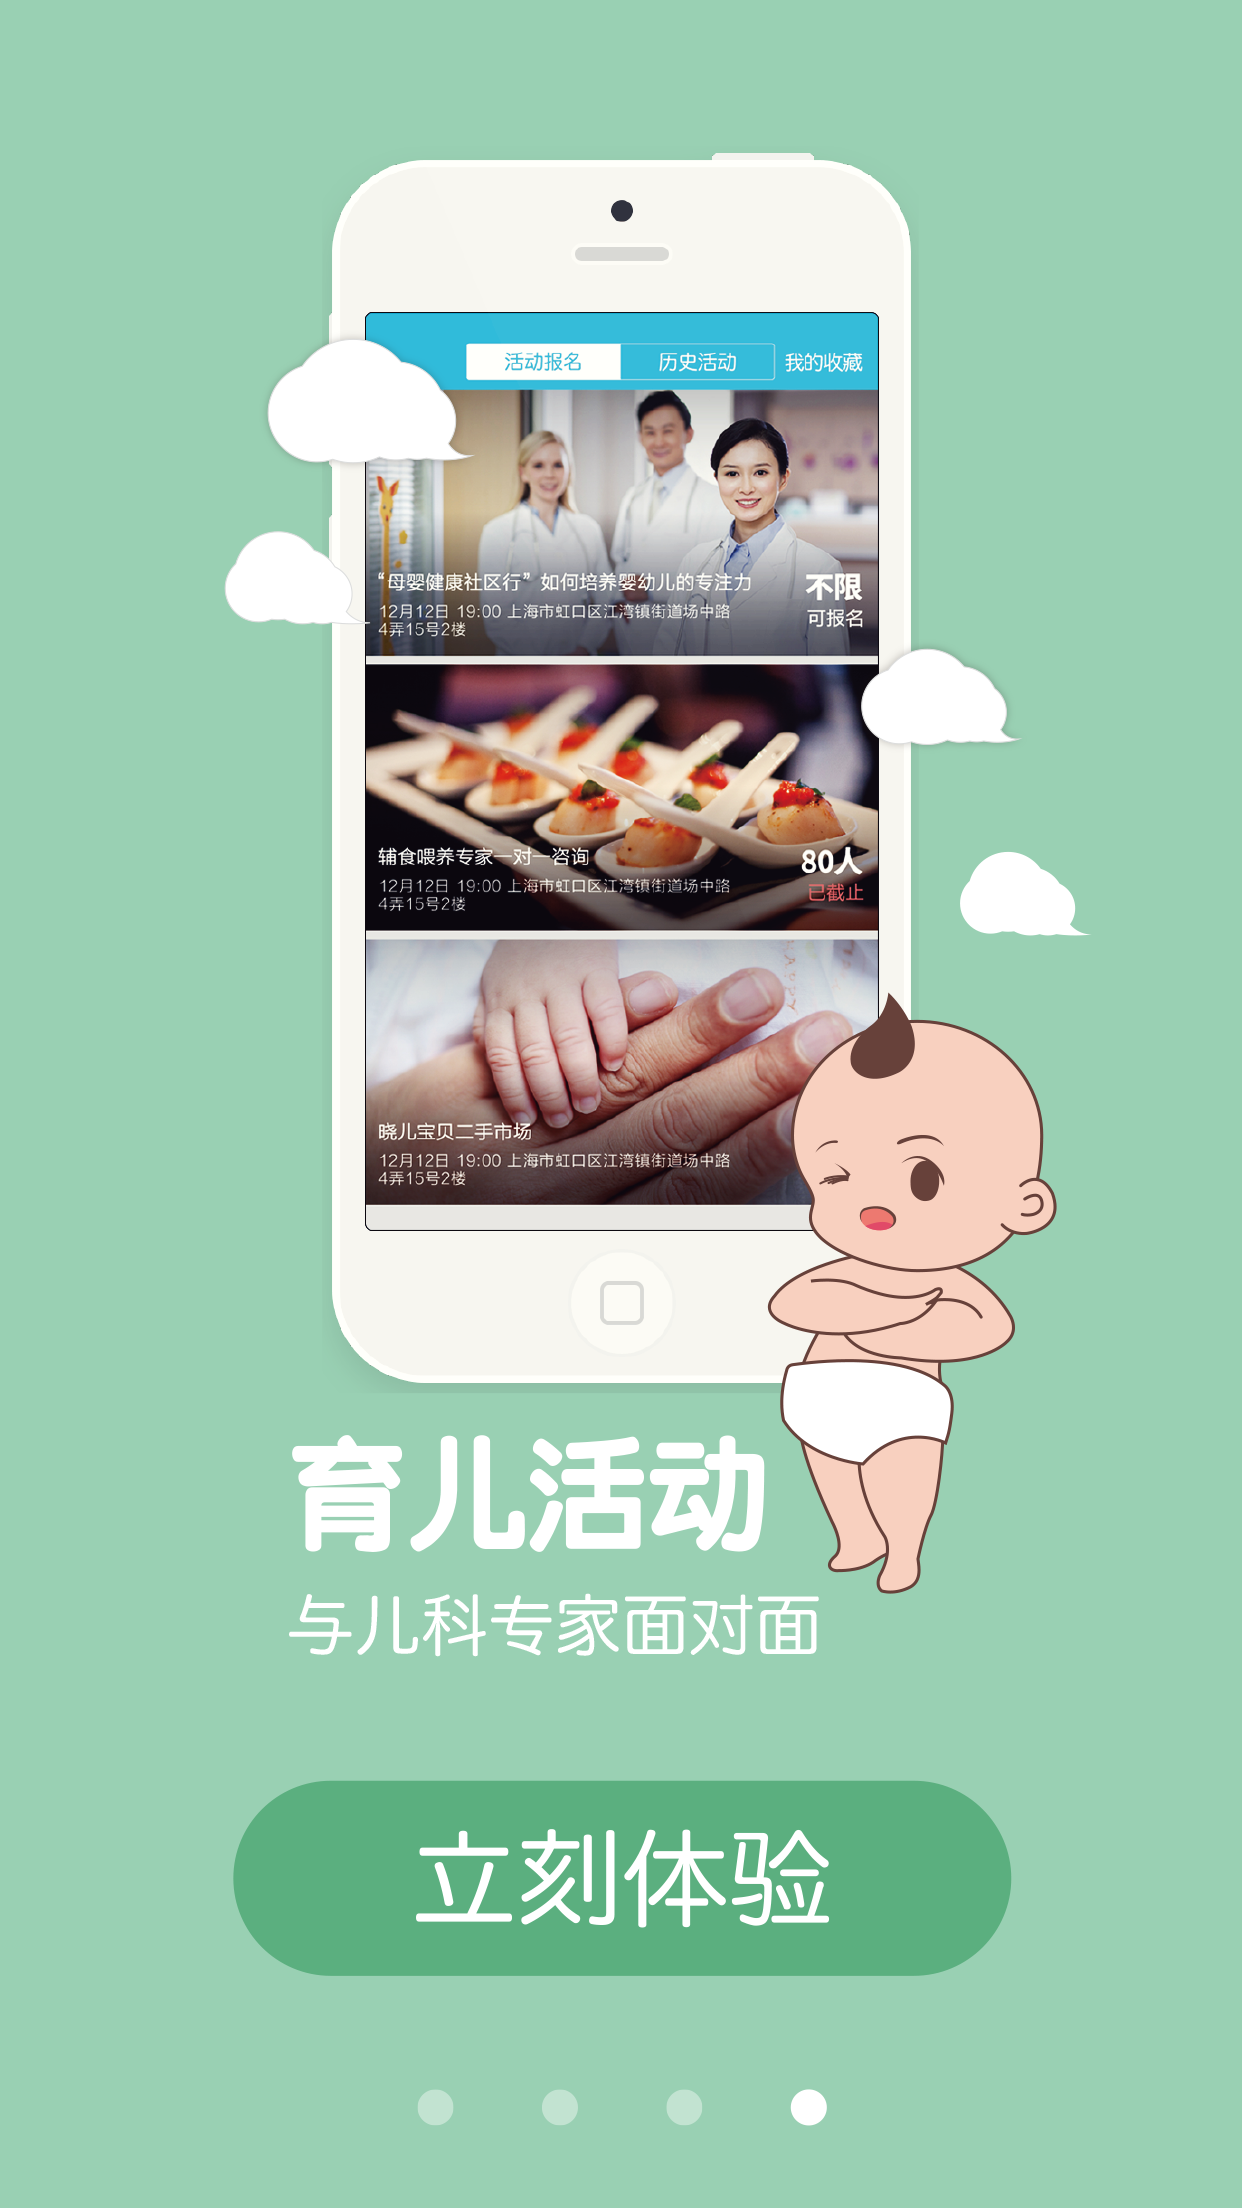 活动报名
历史活动
我的收藏
“母婴健康社区行”如何培养婴幼儿的专注力
不限
12月12日 19:00 上海市虹口区江湾镇街道场中路
可报名
4弄15号2楼
辅食喂养专家一对一咨询
80人
12月12日 19:00 上海市虹口区江湾镇街道场中路
已截止
4弄15号2楼
晓儿宝贝二手市场
12月12日 19:00 上海市虹口区江湾镇街道场中路
4弄15号2楼
育儿活动
与儿科专家面对面
立刻体验